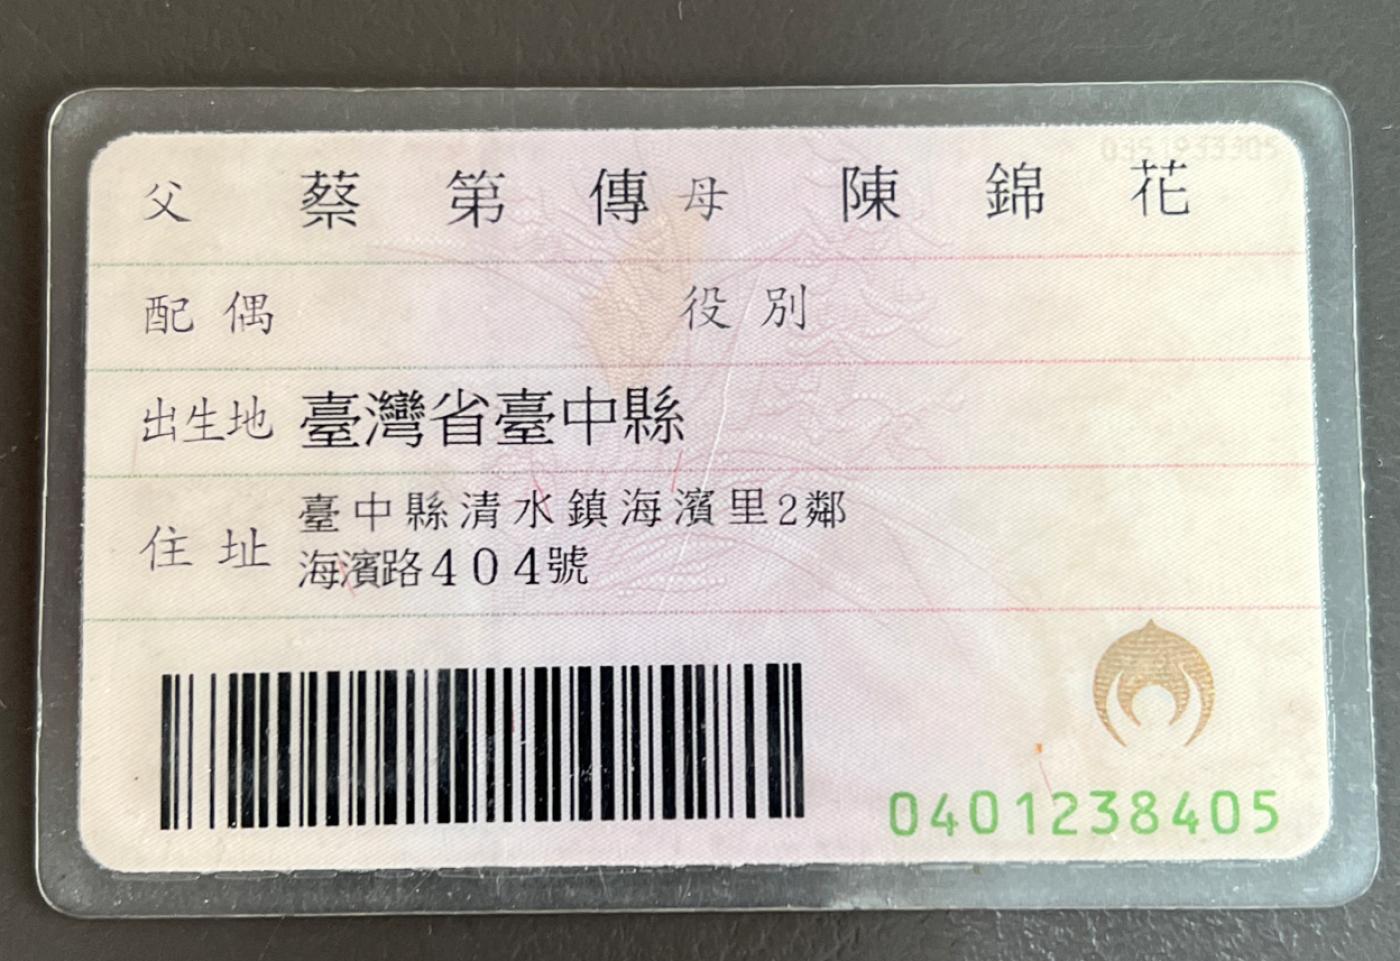 父 蔡第傳 母 陳錦花
配偶 役別
出生地 臺灣省臺中縣
住址 臺中縣清水鎮海濱里2鄰
海濱路404號
0401238405